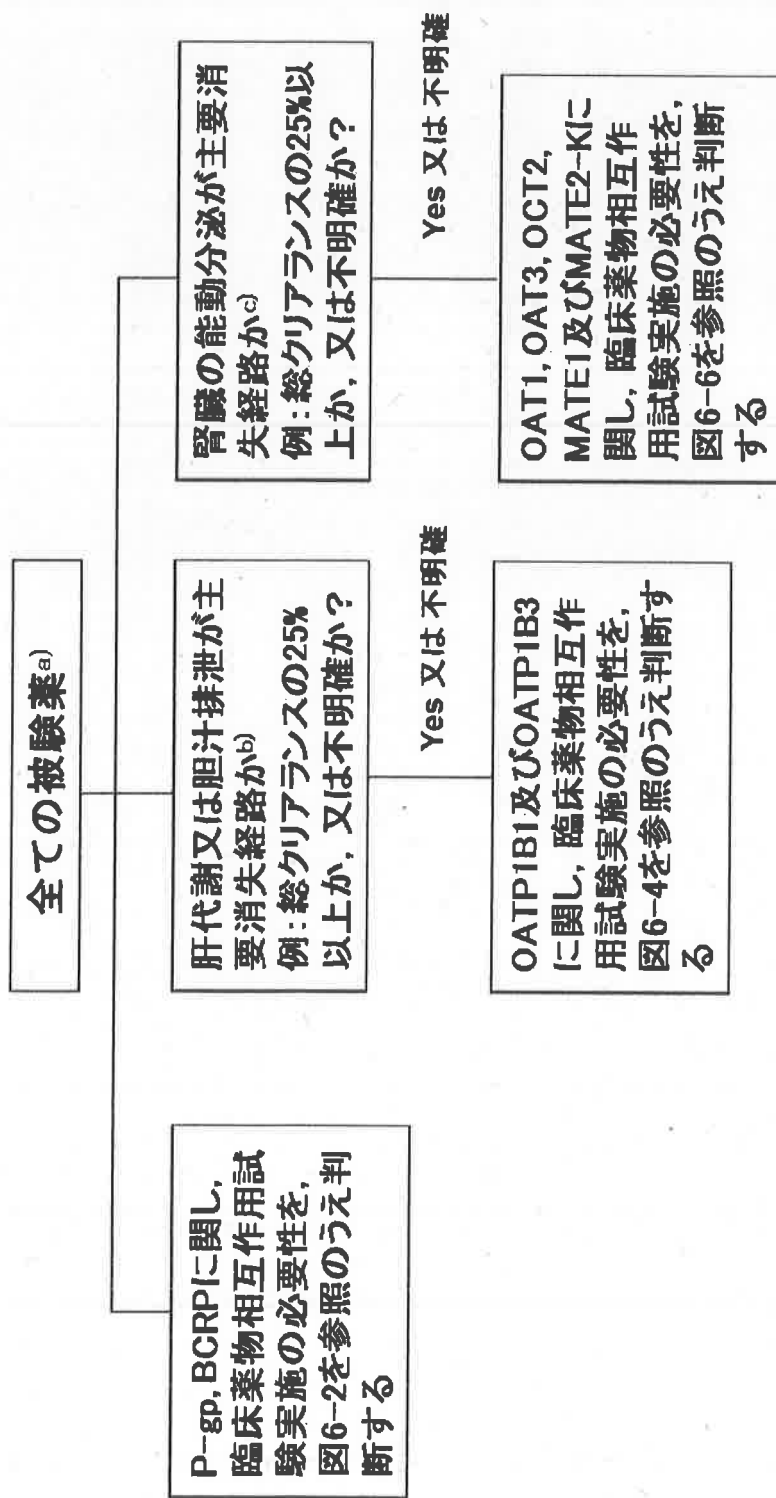 全ての被験薬a)
P-gp, BCRPに関し,
臨床薬物相互作用試
験実施の必要性を,
図6-2を参照のうえ判
断する
肝代謝又は胆汁排泄が主
要消失経路かb)
例：総クリアランスの25%
以上か, 又は不明確か？
Yes 又は 不明確
OATP1B1及びOATP1B3
に関し, 臨床薬物相互作
用試験実施の必要性を,
図6-4を参照のうえ判断す
る
腎臓の能動分泌が主要消
失経路かc)
例：総クリアランスの25%以
上か, 又は不明確か？
Yes 又は 不明確
OAT1, OAT3, OCT2,
MATE1及びMATE2-Kに
関し, 臨床薬物相互作
用試験実施の必要性を,
図6-6を参照のうえ判断
する